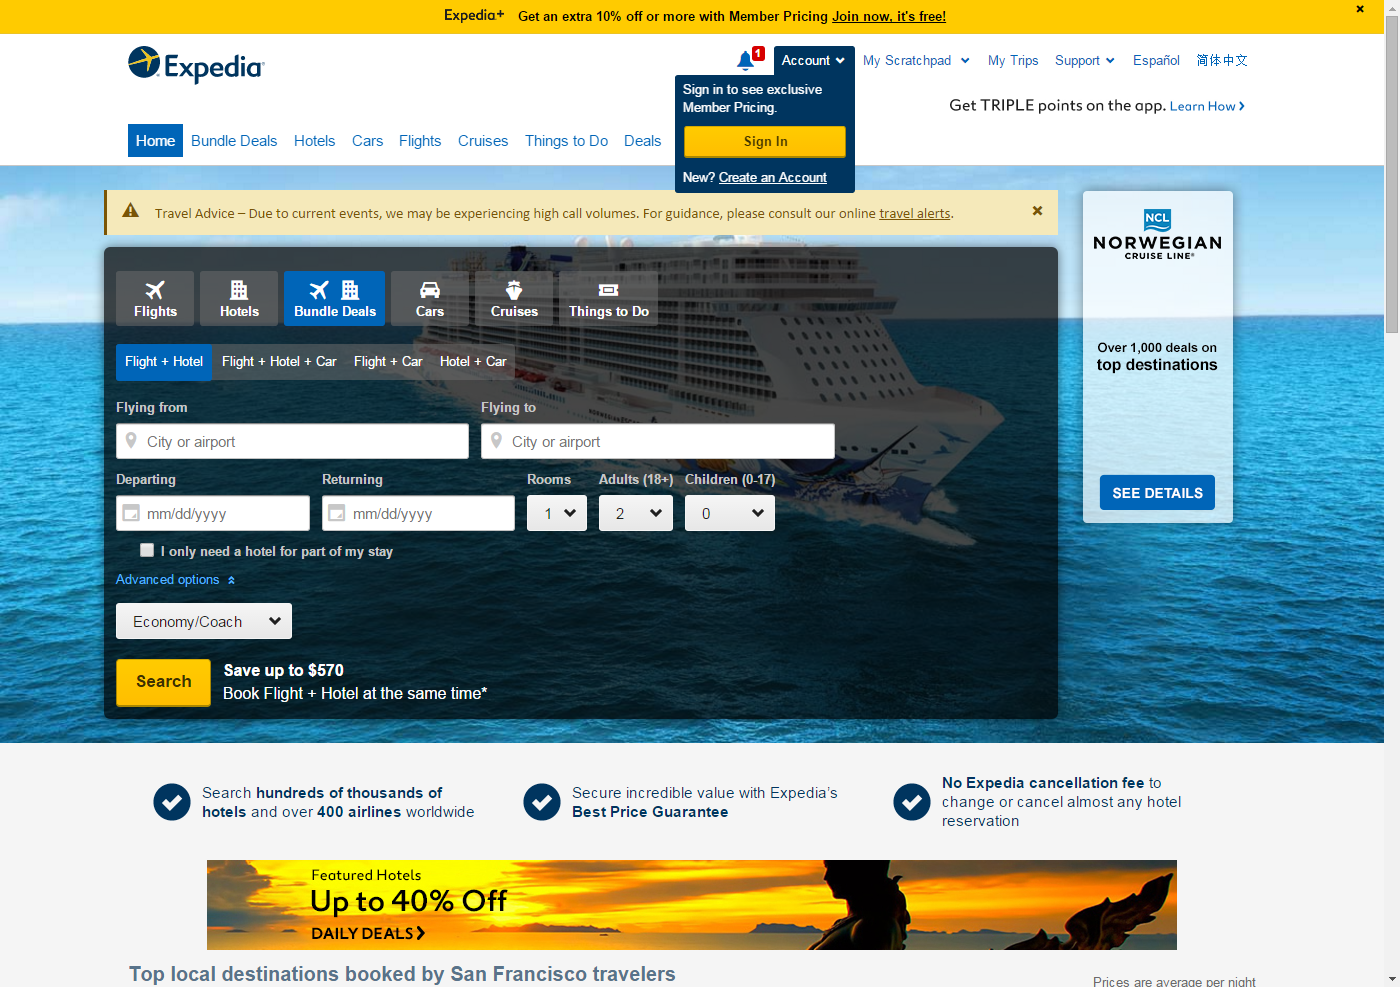 Expedia+ Get an extra 10% off or more with Member Pricing Join now, it's free!
Expedia
1
Account
My Scratchpad
My Trips
Support
Español
简体中文
Sign in to see exclusive
Member Pricing.
Sign In
New? Create an Account
Get TRIPLE points on the app. Learn How
Home
Bundle Deals
Hotels
Cars
Flights
Cruises
Things to Do
Deals
Travel Advice – Due to current events, we may be experiencing high call volumes. For guidance, please consult our online travel alerts.
Flights
Hotels
Bundle Deals
Cars
Cruises
Things to Do
Flight + Hotel
Flight + Hotel + Car
Flight + Car
Hotel + Car
Flying from
Flying to
City or airport
City or airport
Departing
Returning
Rooms
Adults (18+)
Children (0-17)
mm/dd/yyyy
mm/dd/yyyy
1
2
0
I only need a hotel for part of my stay
Advanced options
Economy/Coach
Search
Save up to $570
Book Flight + Hotel at the same time*
NCL
NORWEGIAN
CRUISE LINE®
Over 1,000 deals on
top destinations
SEE DETAILS
Search hundreds of thousands of
hotels and over 400 airlines worldwide
Secure incredible value with Expedia's
Best Price Guarantee
No Expedia cancellation fee to
change or cancel almost any hotel
reservation
Featured Hotels
Up to 40% Off
DAILY DEALS
Top local destinations booked by San Francisco travelers
Prices are average per night